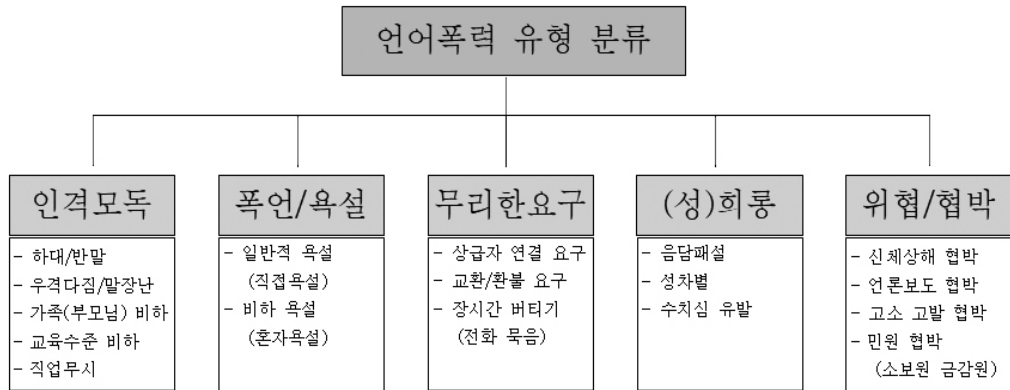 언어폭력 유형 분류
인격모독
- 하대/반말
- 우격다짐/말장난
- 가족(부모님) 비하
- 교육수준 비하
- 직업무시
폭언/욕설
- 일반적 욕설
(직접욕설)
- 비하 욕설
(혼자욕설)
무리한요구
- 상급자 연결 요구
- 교환/환불 요구
- 장시간 버티기
(전화 묶음)
(성)희롱
- 음담패설
- 성차별
- 수치심 유발
위협/협박
- 신체상해 협박
- 언론보도 협박
- 고소 고발 협박
- 민원 협박
(소보원 금감원)